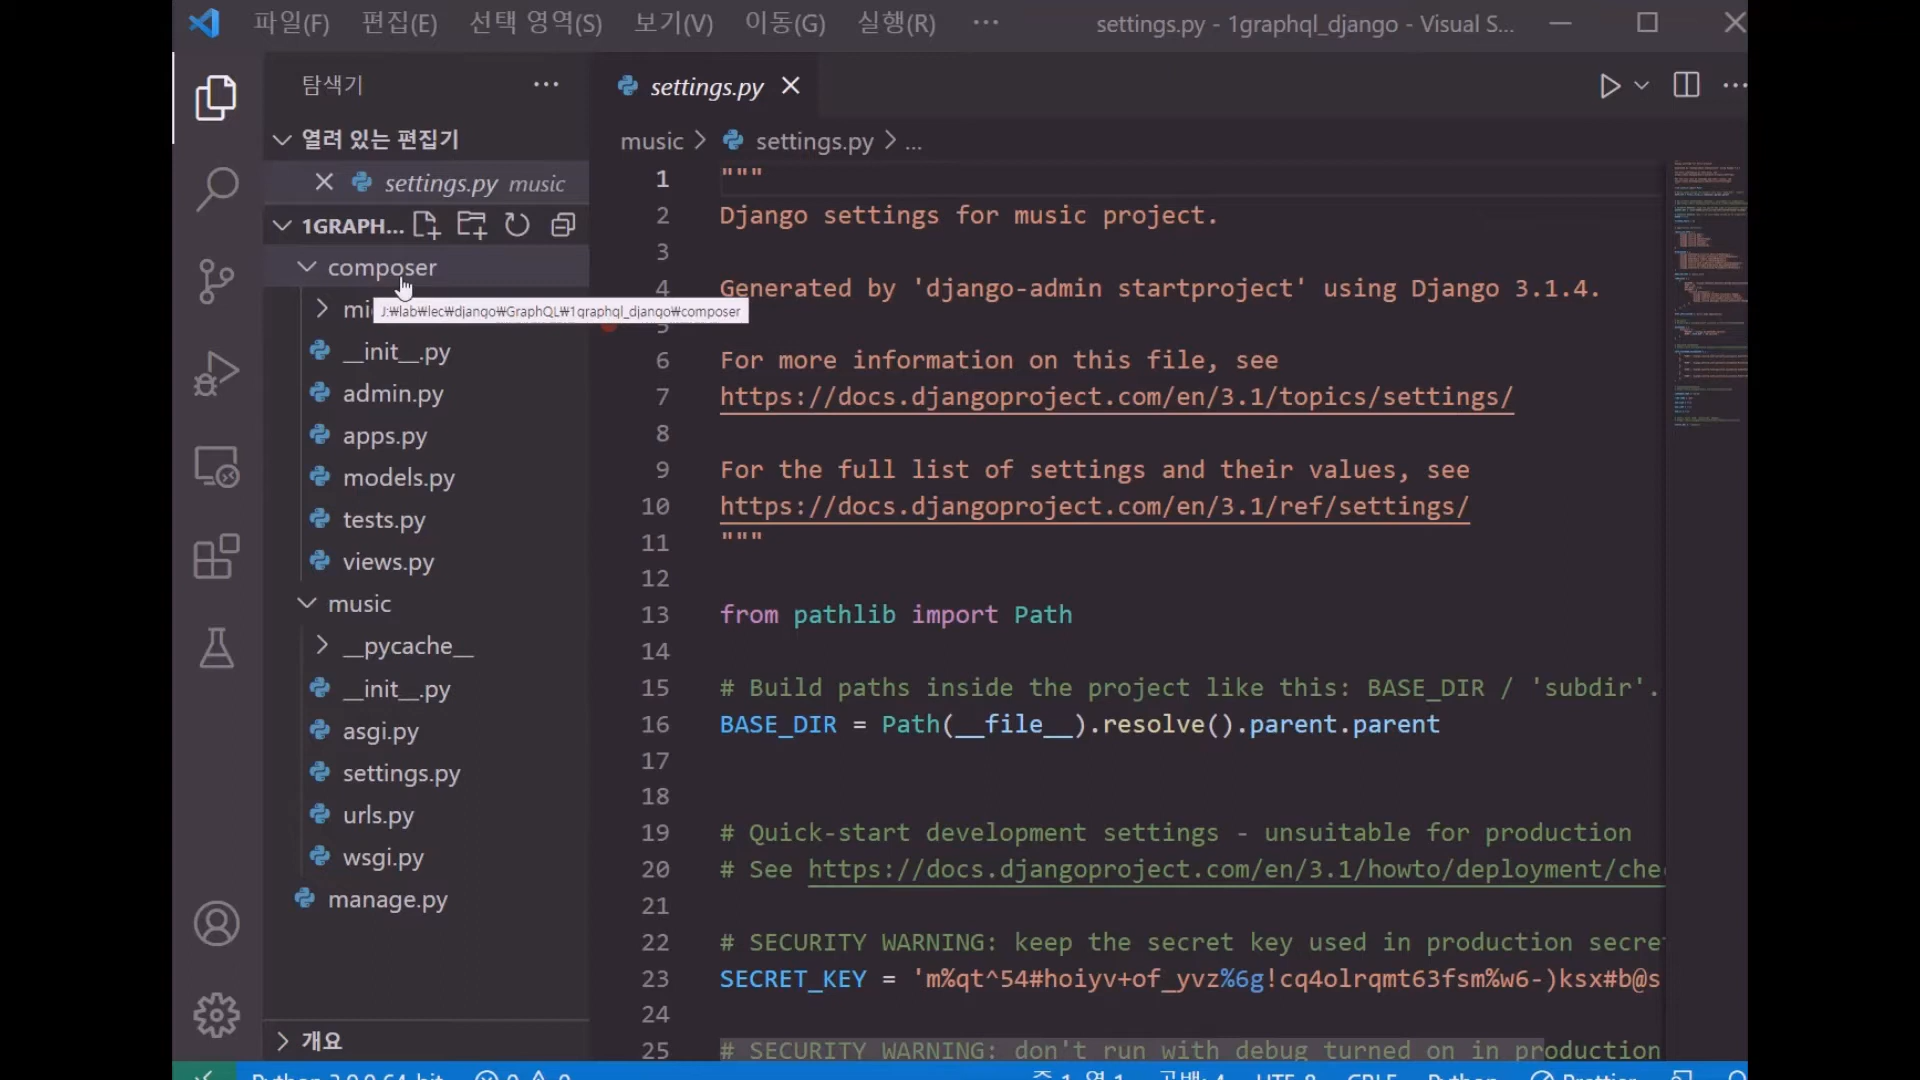 파일(F) 편집(E) 선택 영역(S) 보기(V) 이동(G) 실행(R) ··· settings.py - 1graphql_django - Visual S...
탐색기 ···
열려 있는 편집기
settings.py music
1GRAPH...
composer
J:₩lab₩lec₩django₩GraphQL₩1graphql_django₩composer
__init__.py
admin.py
apps.py
models.py
tests.py
views.py
music
__pycache__
__init__.py
asgi.py
settings.py
urls.py
wsgi.py
manage.py
개요
settings.py
music > settings.py > ...
1 """
2 Django settings for music project.
3
4 Generated by 'django-admin startproject' using Django 3.1.4.
5
6 For more information on this file, see
7 https://docs.djangoproject.com/en/3.1/topics/settings/
8
9 For the full list of settings and their values, see
10 https://docs.djangoproject.com/en/3.1/ref/settings/
11 """
12
13 from pathlib import Path
14
15 # Build paths inside the project like this: BASE_DIR / 'subdir'.
16 BASE_DIR = Path(__file__).resolve().parent.parent
17
18
19 # Quick-start development settings - unsuitable for production
20 # See https://docs.djangoproject.com/en/3.1/howto/deployment/che
21
22 # SECURITY WARNING: keep the secret key used in production secre
23 SECRET_KEY = 'm%qt^54#hoiyv+of_yvz%6g!cq4olrqmt63fsm%w6-)ksx#b@s
24
25 # SECURITY WARNING: don't run with debug turned on in production